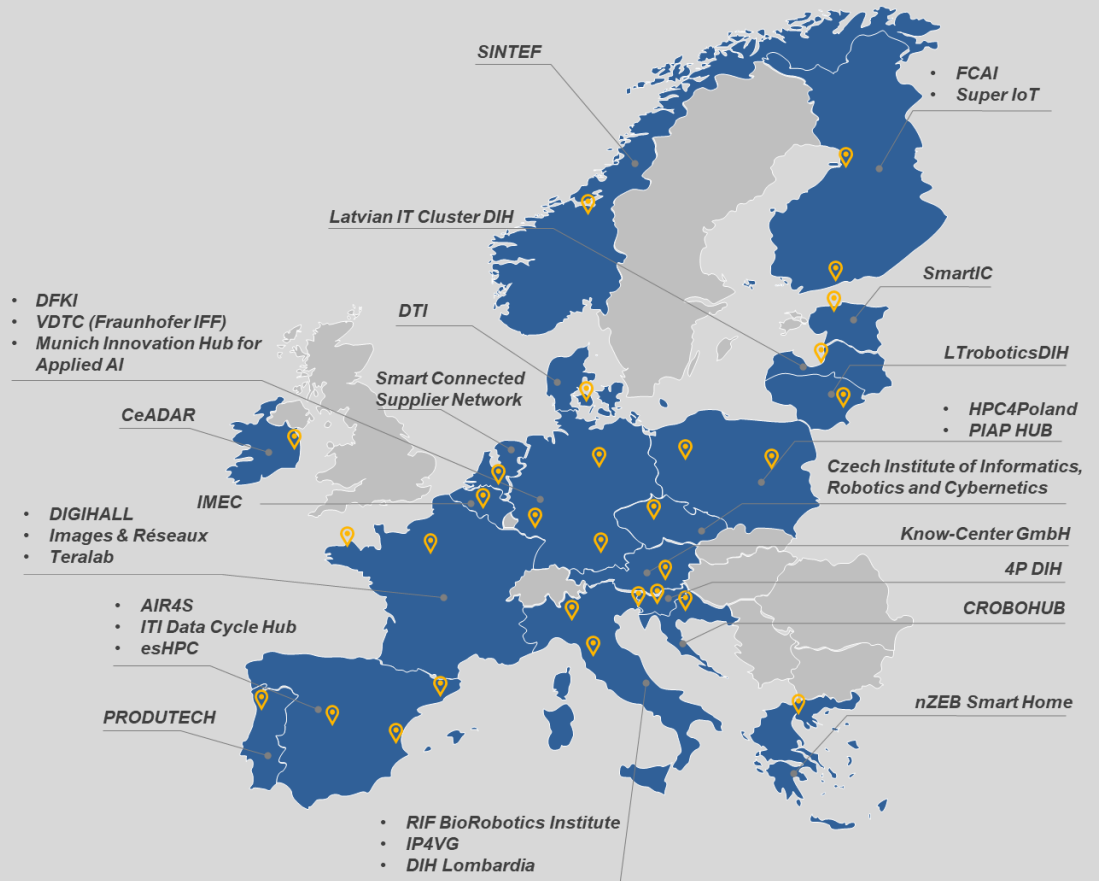 SINTEF
• FCAI
• Super IoT
Latvian IT Cluster DIH
SmartIC
• DFKI
• VDTC (Fraunhofer IFF)
• Munich Innovation Hub for
Applied AI
DTI
LTroboticsDIH
Smart Connected
Supplier Network
CeADAR
• HPC4Poland
• PIAP HUB
Czech Institute of Informatics,
Robotics and Cybernetics
IMEC
• DIGIHALL
• Images & Réseaux
• Teralab
Know-Center GmbH
4P DIH
• AIR4S
• ITI Data Cycle Hub
• esHPC
CROBOHUB
nZEB Smart Home
PRODUTECH
• RIF BioRobotics Institute
• IP4VG
• DIH Lombardia